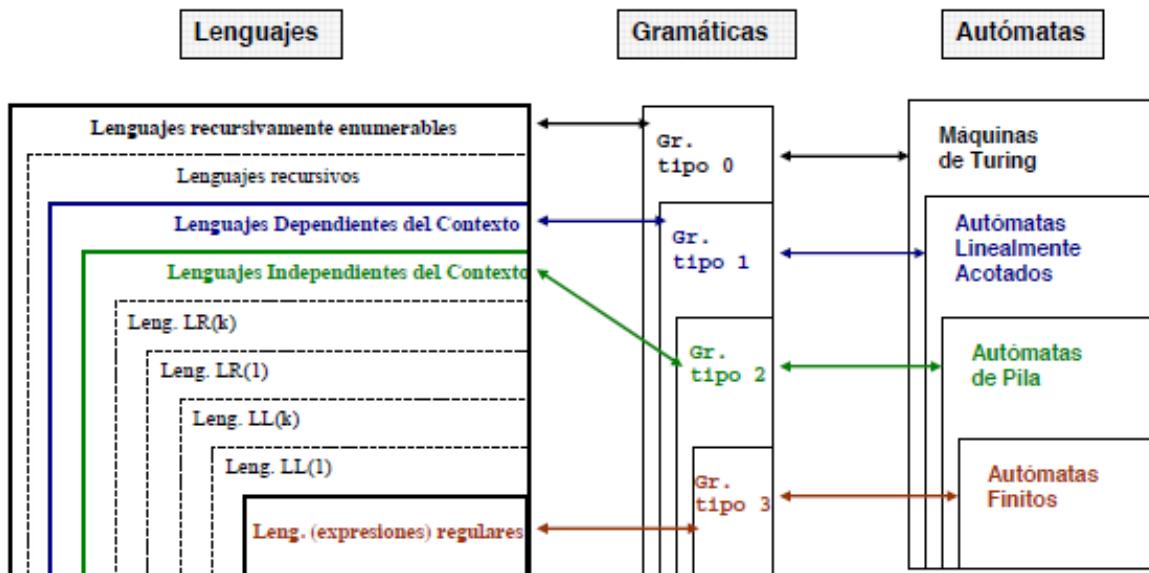 Lenguajes
Gramáticas
Autómatas
Lenguajes recursivamente enumerables
Lenguajes recursivos
Lenguajes Dependientes del Contexto
Lenguajes Independientes del Contexto
Leng. LR(k)
Leng. LR(1)
Leng. LL(k)
Leng. LL(1)
Leng. (expresiones) regulares
Gr.
tipo 0
Gr.
tipo 1
Gr.
tipo 2
Gr.
tipo 3
Máquinas
de Turing
Autómatas
Linealmente
Acotados
Autómatas
de Pila
Autómatas
Finitos